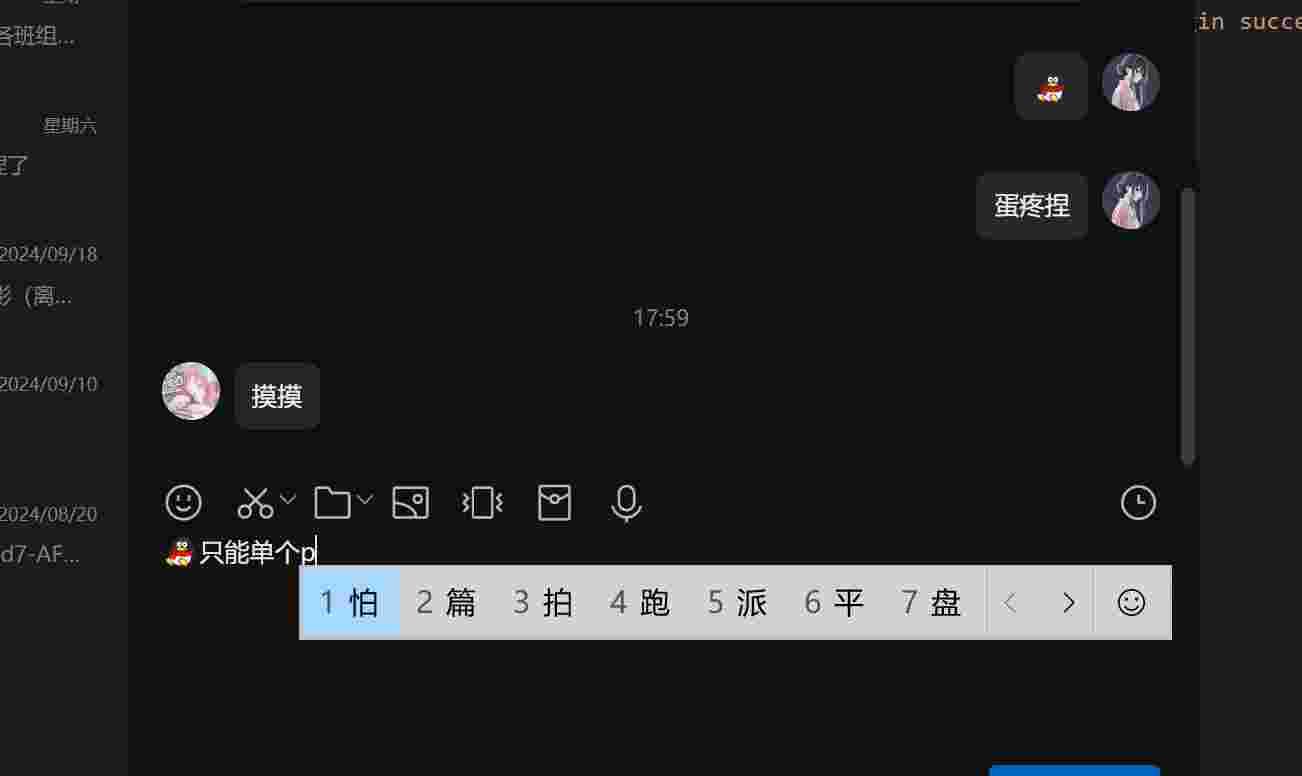 各班组...
星期六
捏了
2024/09/18
影（离...
2024/09/10
2024/08/20
d7-AF...
in succe
蛋疼捏
17:59
摸摸
只能单个p
1 怕 2 篇 3 拍 4 跑 5 派 6 平 7 盘